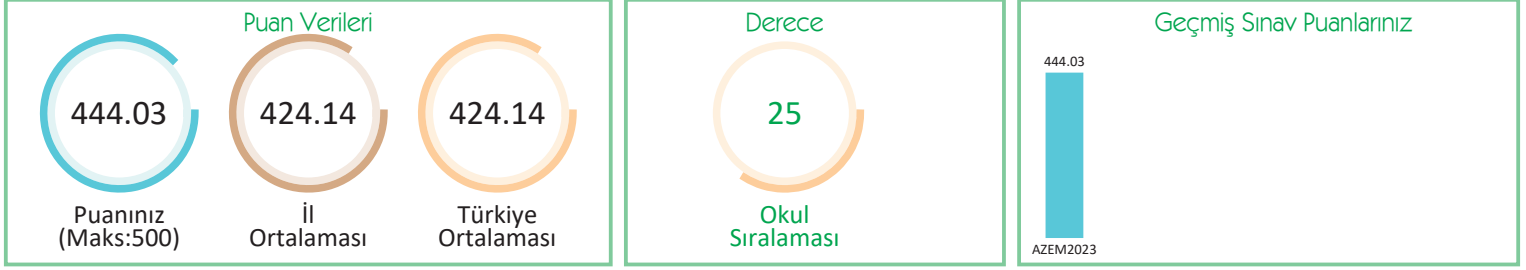 Puan Verileri
444.03
424.14
424.14
Puanınız
(Maks:500)
İl
Ortalaması
Türkiye
Ortalaması
Derece
25
Okul
Sıralaması
Geçmiş Sınav Puanlarınız
444.03
AZEM2023